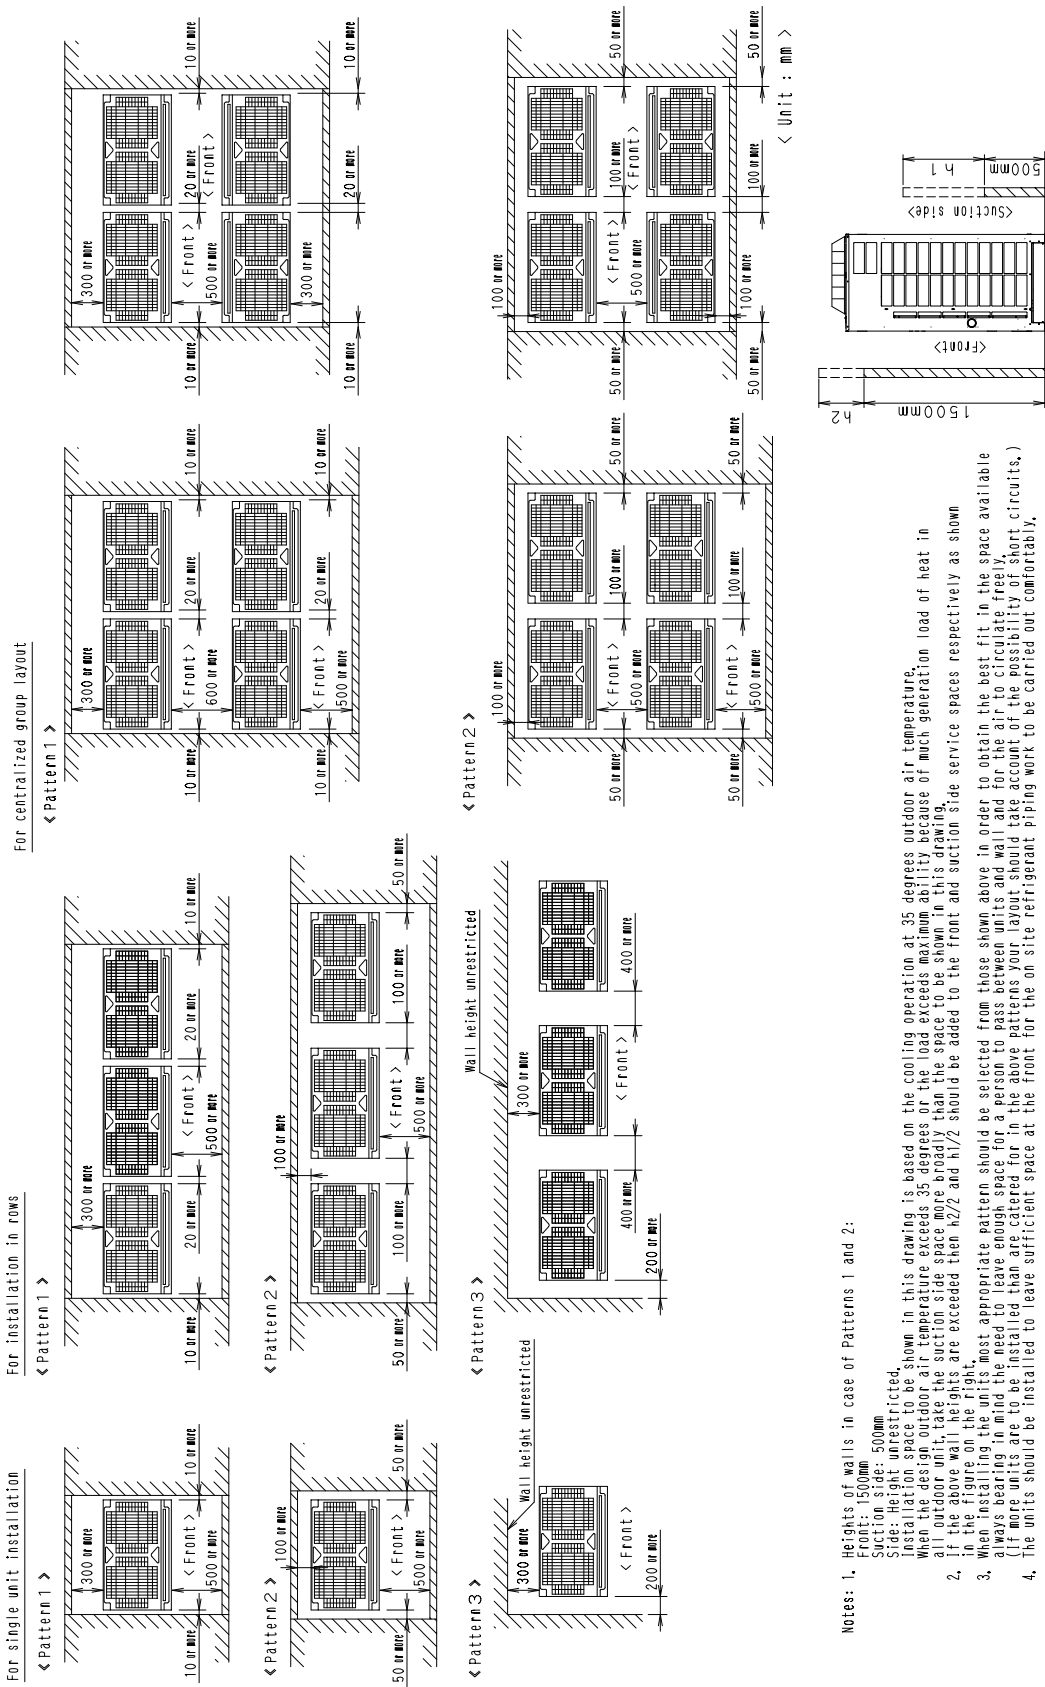 For single unit installation
< Pattern1 >
300 or more
< Front >
500 or more
10 or more
10 or more
< Pattern2 >
100 or more
< Front >
500 or more
50 or more
50 or more
< Pattern3 >
Wall height unrestricted
300 or more
< Front >
200 or more
For installation in rows
< Pattern1 >
300 or more
< Front >
500 or more
10 or more
20 or more
20 or more
10 or more
< Pattern2 >
100 or more
< Front >
500 or more
50 or more
100 or more
100 or more
50 or more
< Pattern3 >
Wall height unrestricted
300 or more
< Front >
400 or more
400 or more
200 or more
For centralized group layout
< Pattern1 >
300 or more
< Front >
600 or more
10 or more
20 or more
10 or more
< Front >
500 or more
10 or more
20 or more
10 or more
300 or more
< Front >
500 or more
10 or more
20 or more
10 or more
< Front >
300 or more
10 or more
20 or more
10 or more
< Pattern2 >
100 or more
< Front >
500 or more
50 or more
100 or more
50 or more
< Front >
500 or more
50 or more
100 or more
50 or more
100 or more
< Front >
500 or more
50 or more
100 or more
50 or more
< Front >
100 or more
50 or more
100 or more
50 or more
< Unit : mm >
Notes: 1. Heights of walls in case of Patterns 1 and 2:
Front: 1500mm
Suction side: 500mm
Side: Height unrestricted.
Installation space to be shown in this drawing is based on the cooling operation at 35 degrees outdoor air temperature.
When the design outdoor air temperature exceeds 35 degrees or the load exceeds maximum ability because of much generation load of heat in
all outdoor unit, take the suction side space more broadly than the space to be shown in this drawing.
2. If the above wall heights are exceeded then h2/2 and h1/2 should be added to the front and suction side service spaces respectively as shown
in the figure on the right.
3. When installing the units most appropriate pattern should be selected from those shown above in order to obtain the best fit in the space available
always bearing in mind the need to leave enough space for a person to pass between units and wall and for the air to circulate freely.
(If more units are to be installed than are catered for in the above patterns your layout should take account of the possibility of short circuits.)
4. The units should be installed to leave sufficient space at the front for the on site refrigerant piping work to be carried out comfortably.
h2
1500mm
<Front>
<Suction side>
h1
500mm